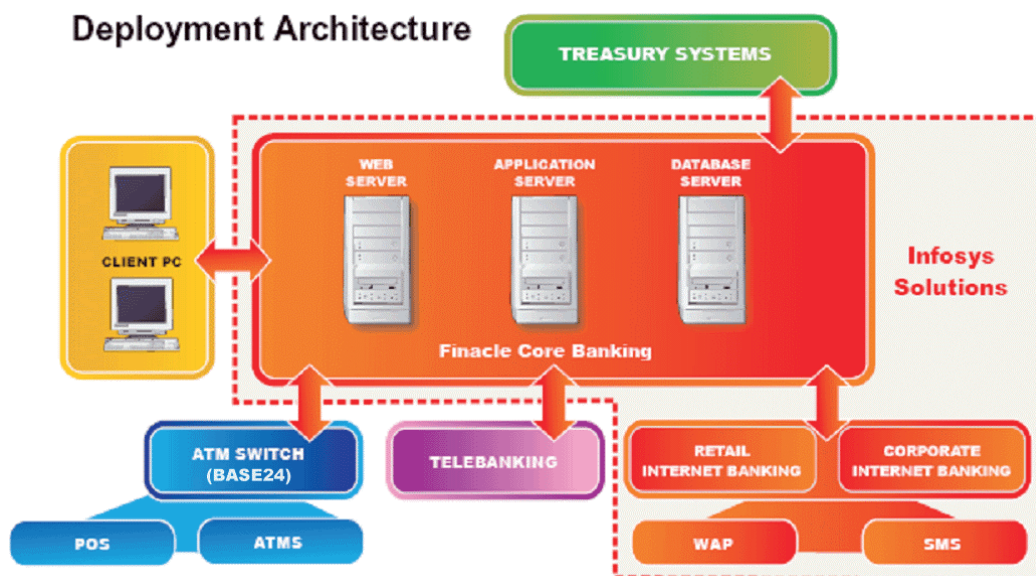 Deployment Architecture
TREASURY SYSTEMS
WEB
SERVER
APPLICATION
SERVER
DATABASE
SERVER
CLIENT PC
Infosys
Solutions
Finacle Core Banking
ATM SWITCH
(BASE24)
TELEBANKING
RETAIL
INTERNET BANKING
CORPORATE
INTERNET BANKING
POS
ATMS
WAP
SMS